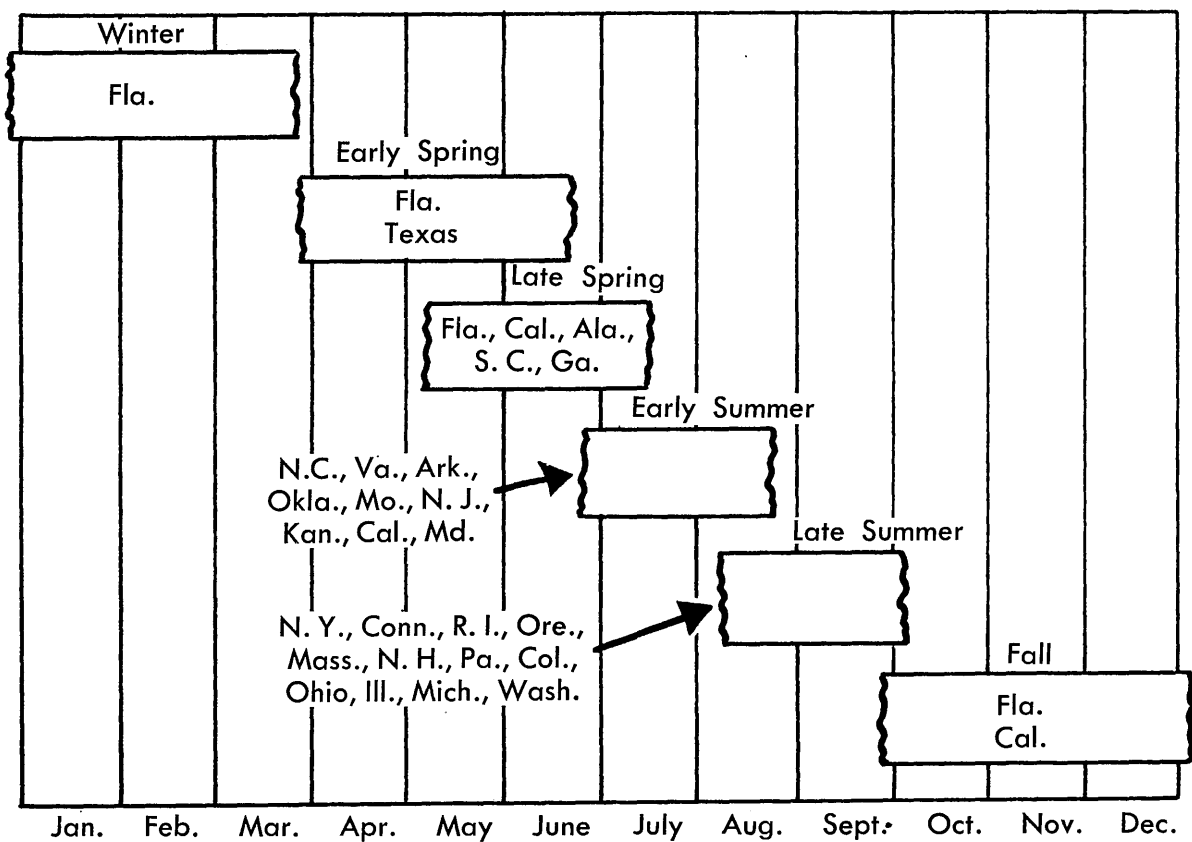 Winter
Fla.
Early Spring
Fla.
Texas
Late Spring
Fla., Cal., Ala.,
S. C., Ga.
Early Summer
N.C., Va., Ark.,
Okla., Mo., N. J.,
Kan., Cal., Md.
Late Summer
N. Y., Conn., R. I., Ore.,
Mass., N. H., Pa., Col.,
Ohio, Ill., Mich., Wash.
Fall
Fla.
Cal.
Jan. Feb. Mar. Apr. May June July Aug. Sept. Oct. Nov. Dec.